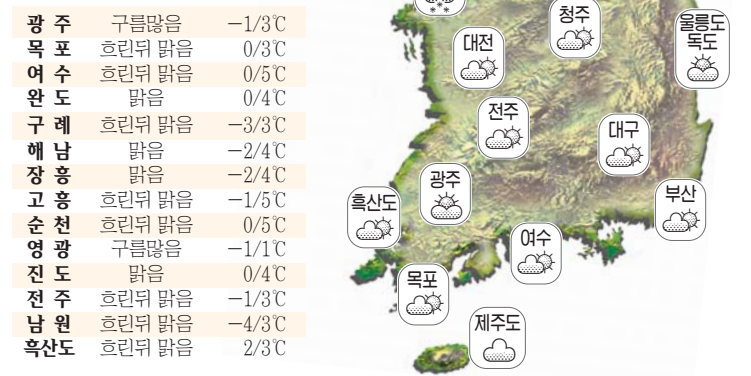 광 주 구름많음 −1/3℃
목 포 흐린뒤 맑음 0/3℃
여 수 흐린뒤 맑음 0/5℃
완 도 맑음 0/4℃
구 례 흐린뒤 맑음 −3/3℃
해 남 맑음 −2/4℃
장 흥 맑음 −2/4℃
고 흥 흐린뒤 맑음 −1/5℃
순 천 흐린뒤 맑음 0/5℃
영 광 구름많음 −1/1℃
진 도 맑음 0/4℃
전 주 흐린뒤 맑음 −1/3℃
남 원 흐린뒤 맑음 −4/3℃
흑산도 흐린뒤 맑음 2/3℃
청주
울릉도
독도
대전
전주
대구
광주
흑산도
부산
여수
목포
제주도